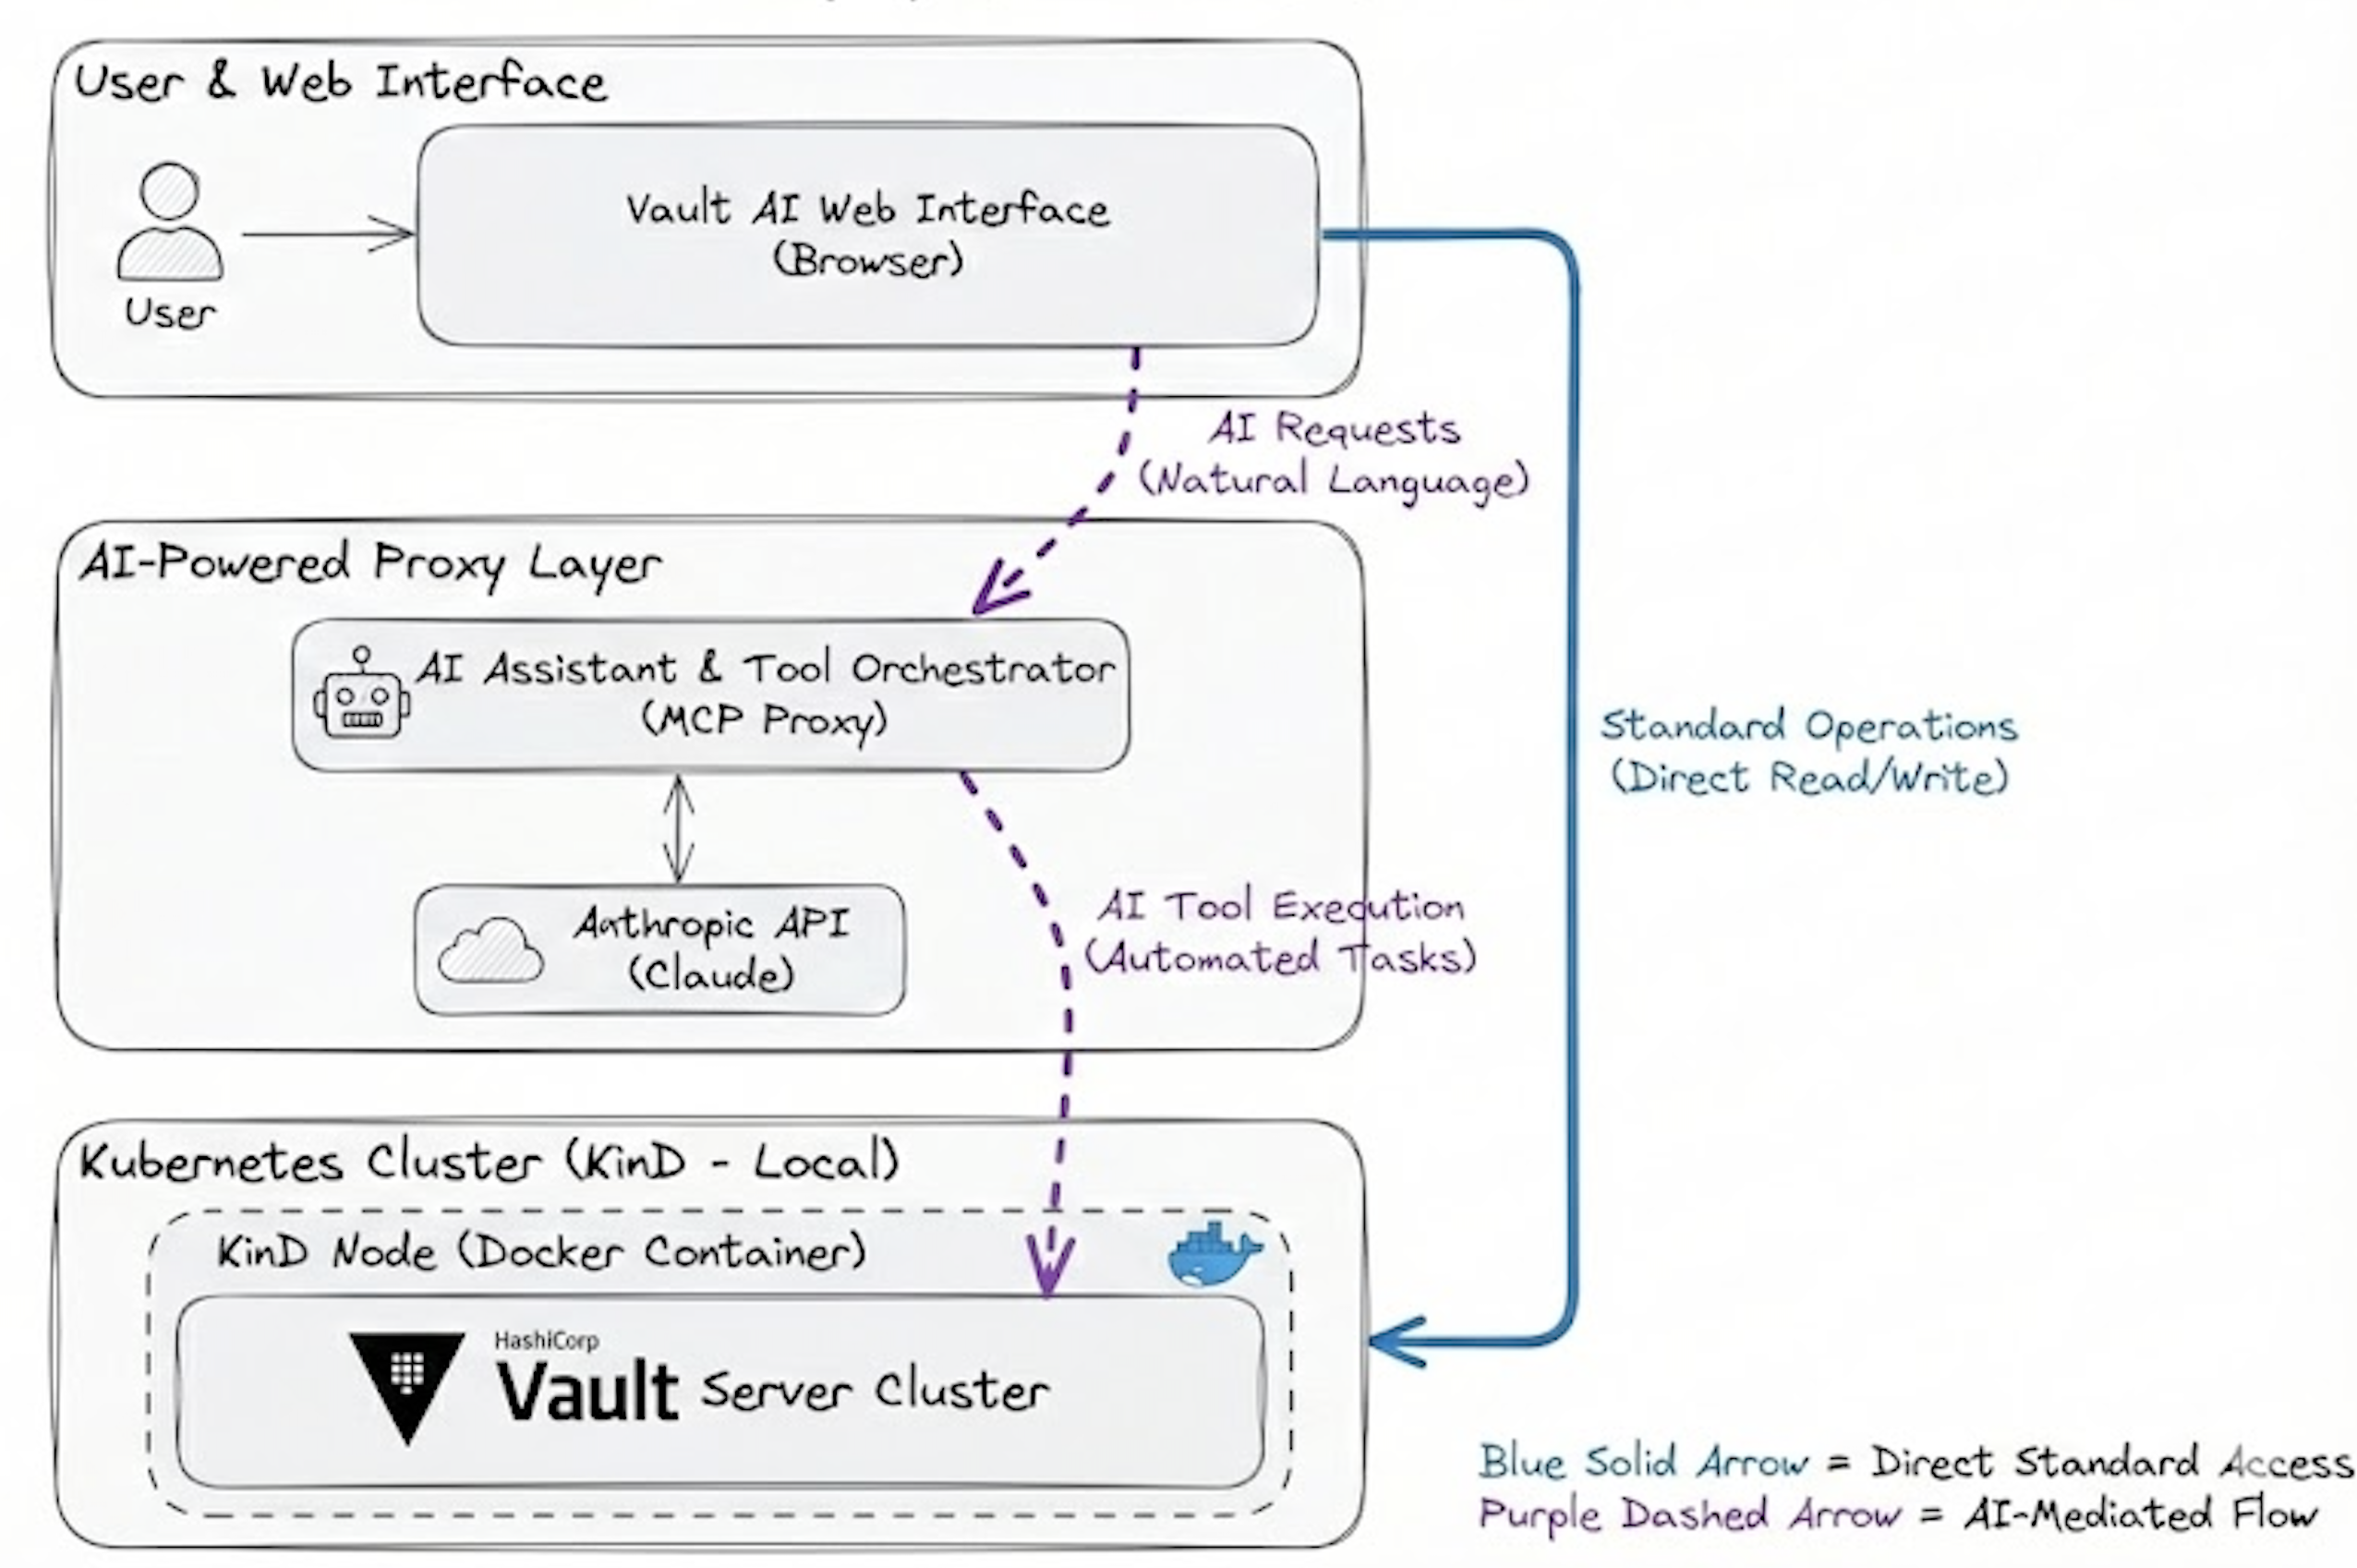 User & Web Interface
Vault AI Web Interface
(Browser)
User
AI Requests
(Natural Language)
AI-Powered Proxy Layer
AI Assistant & Tool Orchestrator
(MCP Proxy)
Standard Operations
(Direct Read/Write)
Anthropic API
(Claude)
AI Tool Execution
(Automated Tasks)
Kubernetes Cluster (KinD - Local)
KinD Node (Docker Container)
HashiCorp
Vault Server Cluster
Blue Solid Arrow = Direct Standard Access
Purple Dashed Arrow = AI-Mediated Flow